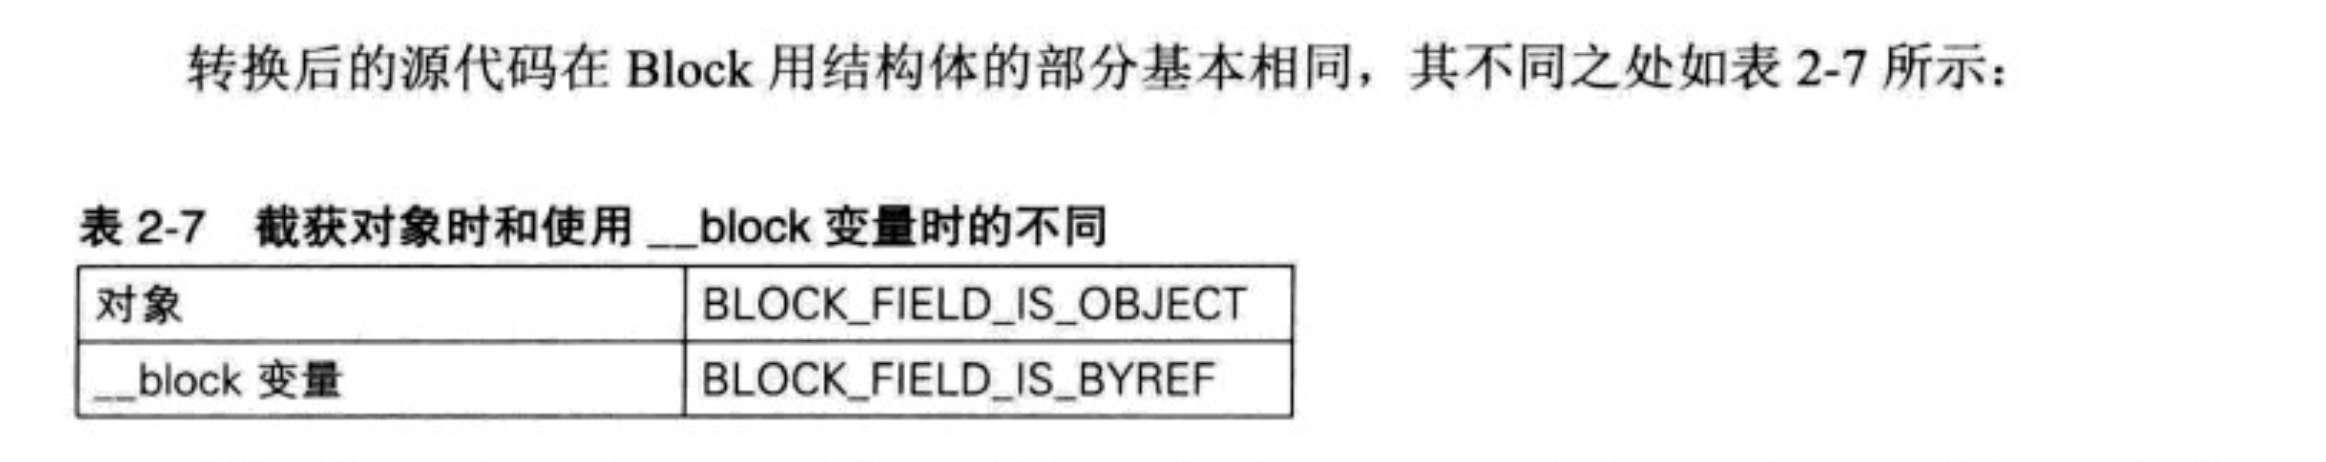 转换后的源代码在 Block 用结构体的部分基本相同，其不同之处如表 2-7 所示：
表 2-7 截获对象时和使用 __block 变量时的不同
对象 BLOCK_FIELD_IS_OBJECT
__block 变量 BLOCK_FIELD_IS_BYREF